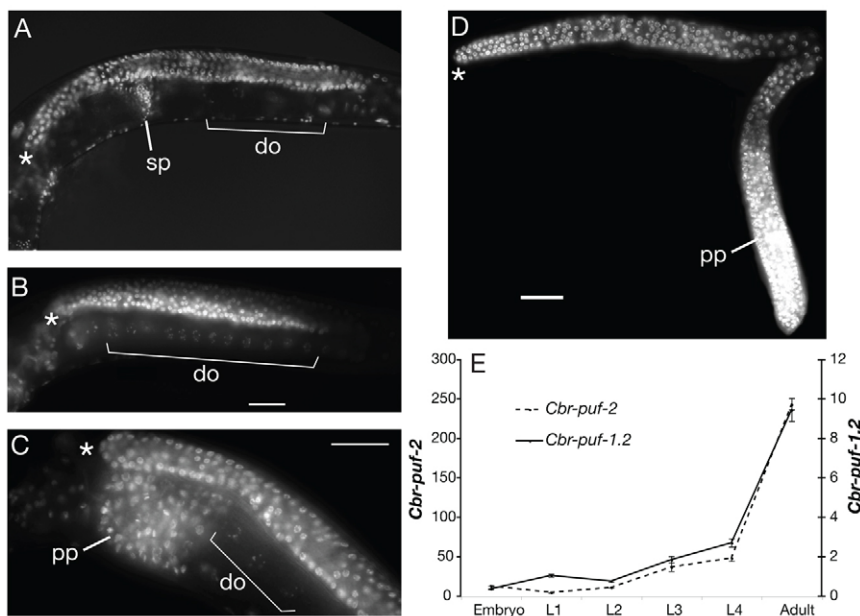 A
*
sp
do
B
*
do
C
*
pp
do
D
*
pp
E
300
250
200
150
100
50
0
Cbr-puf-2
Cbr-puf-2
Cbr-puf-1.2
12
10
8
6
4
2
0
Cbr-puf-1.2
Embryo L1 L2 L3 L4 Adult